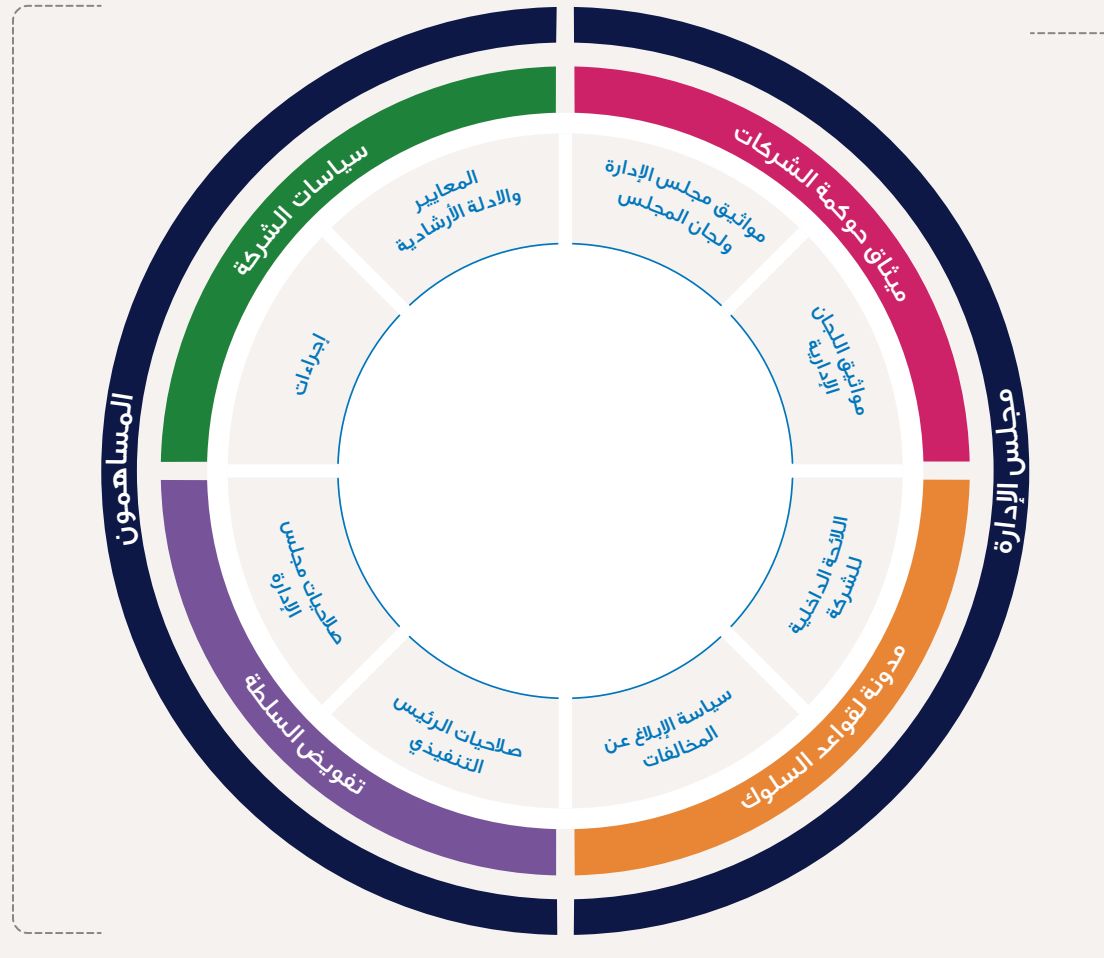 مجلس الإدارة
المساهمون
ميثاق حوكمة الشركات
مواثيق مجلس الإدارة
ولجان المجلس
مواثيق اللجان
الإدارية
مدونة لقواعد السلوك
اللائحة الداخلية
للشركة
سياسة الإبلاغ عن
المخالفات
تفويض السلطة
صلاحيات الرئيس
التنفيذي
صلاحيات مجلس
الإدارة
سياسات الشركة
إجراءات
المعايير
والادلة الأرشادية